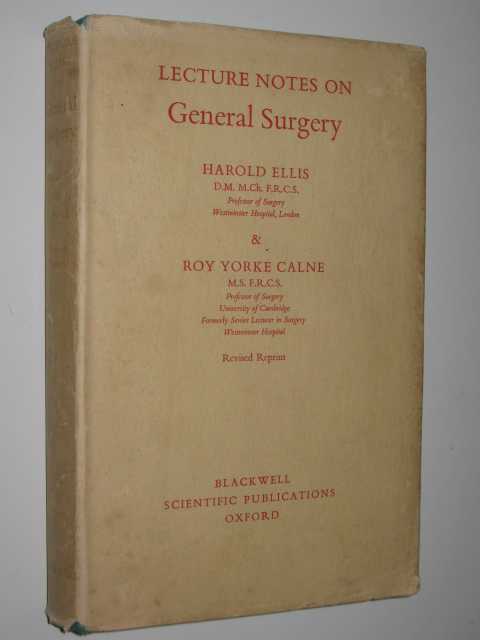 LECTURE NOTES ON
General Surgery
HAROLD ELLIS
D.M. M.Ch. F.R.C.S.
Professor of Surgery
Westminster Hospital, London
&
ROY YORKE CALNE
M.S. F.R.C.S.
Professor of Surgery
University of Cambridge
Formerly Senior Lecturer in Surgery
Westminster Hospital
Revised Reprint
BLACKWELL
SCIENTIFIC PUBLICATIONS
OXFORD